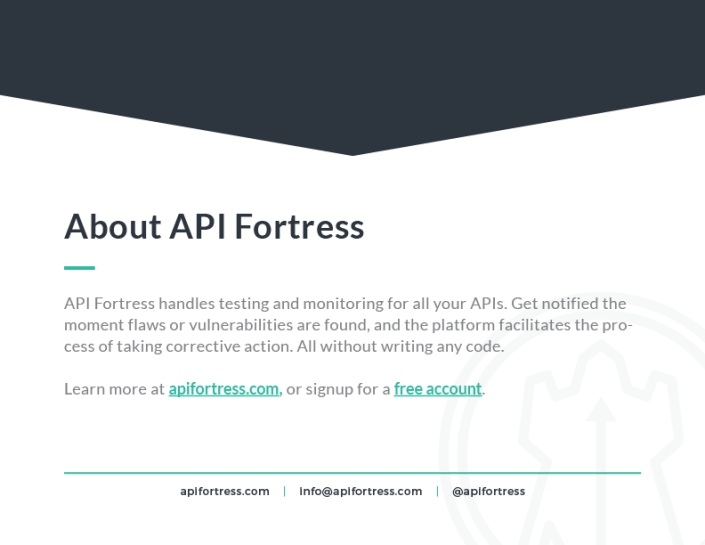 About API Fortress
API Fortress handles testing and monitoring for all your APIs. Get notified the
moment flaws or vulnerabilities are found, and the platform facilitates the pro-
cess of taking corrective action. All without writing any code.
Learn more at apifortress.com, or signup for a free account.
apifortress.com | info@apifortress.com | @apifortress